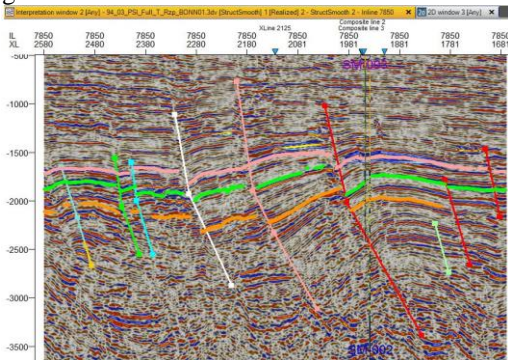 Interpretation window 2 [Any] - 94_03_PSI_Full_T_Rzp_BONN01.3dv (StructSmooth) 1 [Realized] 2 - StructSmooth 2 - Inline 7850
2D window 3 [Any]
XLine 2125
Composite line 2
Composite line 3
IL 7850 7850 7850 7850 7850 7850 7850 7850 7850 7850
XL 2580 2480 2380 2280 2180 2081 1981 1881 1781 1681
-500
-1000
-1500
-2000
-2500
-3000
-3500